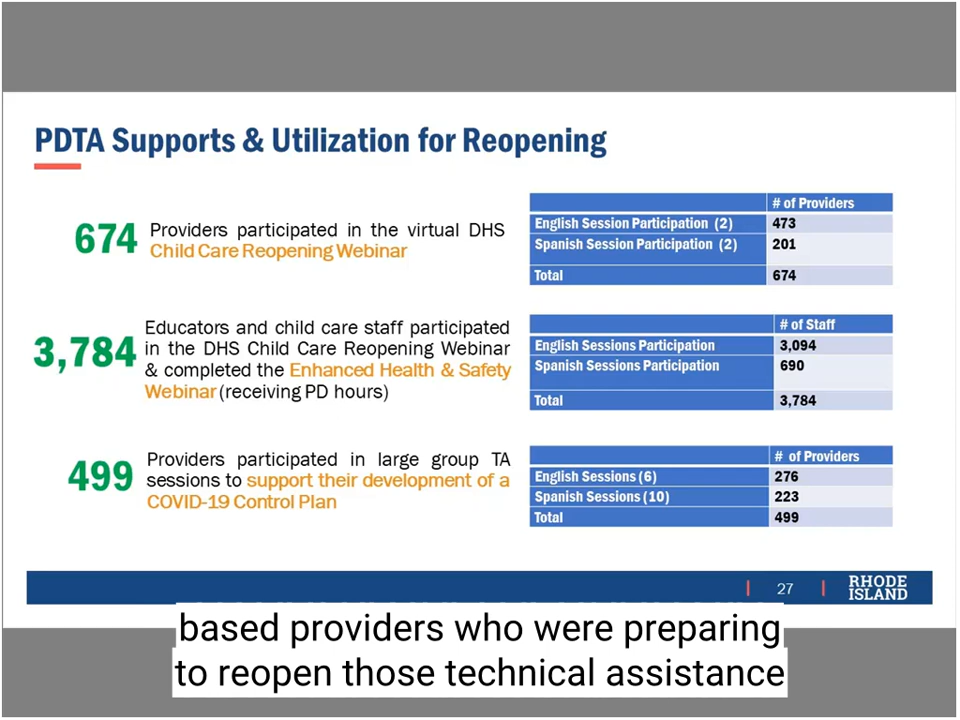 PDTA Supports & Utilization for Reopening
674
Providers participated in the virtual DHS
Child Care Reopening Webinar
# of Providers
English Session Participation (2) 473
Spanish Session Participation (2) 201
Total 674
3,784
Educators and child care staff participated
in the DHS Child Care Reopening Webinar
& completed the Enhanced Health & Safety
Webinar (receiving PD hours)
# of Staff
English Sessions Participation 3,094
Spanish Sessions Participation 690
Total 3,784
499
Providers participated in large group TA
sessions to support their development of a
COVID-19 Control Plan
# of Providers
English Sessions (6) 276
Spanish Sessions (10) 223
Total 499
27
RHODE
ISLAND
based providers who were preparing
to reopen those technical assistance